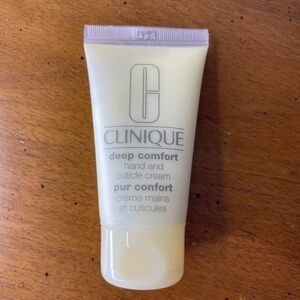 C
CLINIQUE
deep comfort
hand and
cuticle cream
pur confort
crème mains
et cuticules